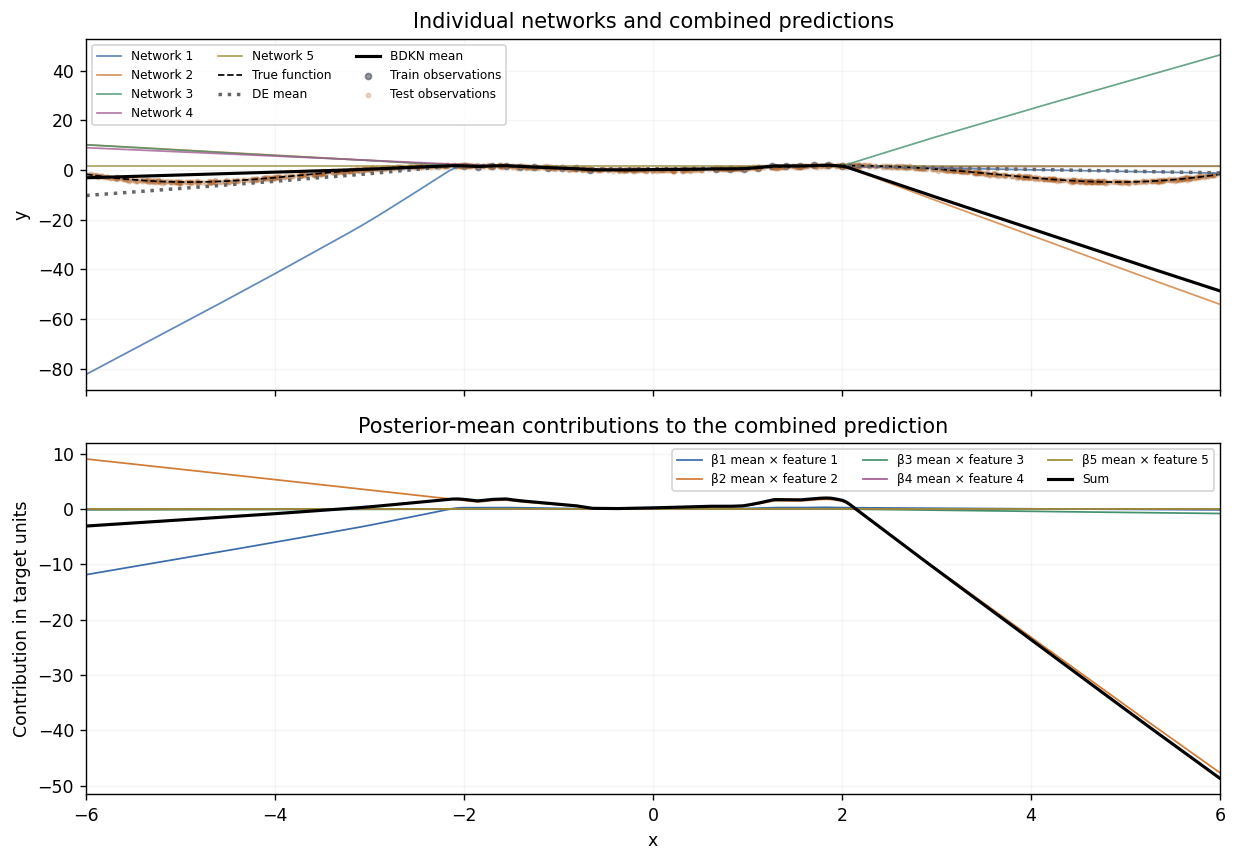 Individual networks and combined predictions
Network 1
Network 2
Network 3
Network 4
Network 5
True function
DE mean
BDKN mean
Train observations
Test observations
40
20
0
−20
−40
−60
−80
y
Posterior-mean contributions to the combined prediction
β1 mean × feature 1
β2 mean × feature 2
β3 mean × feature 3
β4 mean × feature 4
β5 mean × feature 5
Sum
10
0
−10
−20
−30
−40
−50
Contribution in target units
−6
−4
−2
0
2
4
6
x